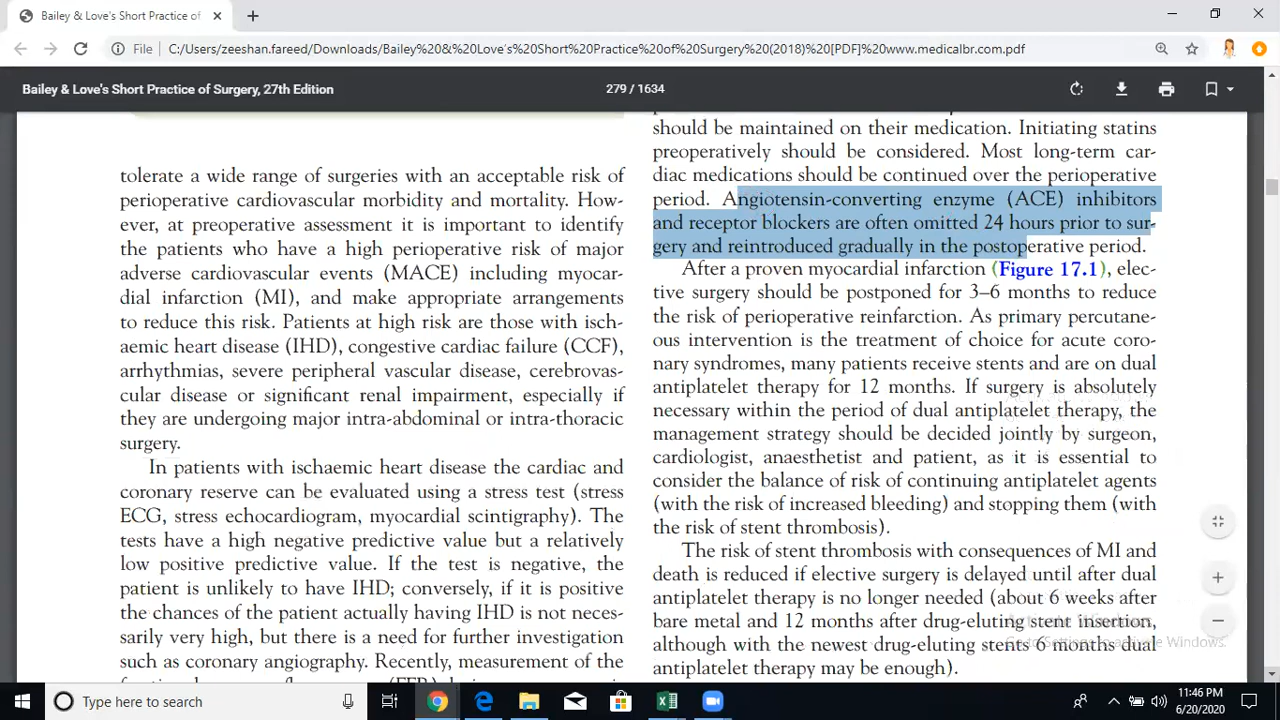 Bailey & Love's Short Practice of
File
C:/Users/zeeshan.fareed/Downloads/Bailey%20&%20Love's%20Short%20Practice%20of%20Surgery%20(2018)%20[PDF]%20www.medicalbr.com.pdf
Bailey & Love's Short Practice of Surgery, 27th Edition
279 / 1634
tolerate a wide range of surgeries with an acceptable risk of
perioperative cardiovascular morbidity and mortality. How-
ever, at preoperative assessment it is important to identify
the patients who have a high perioperative risk of major
adverse cardiovascular events (MACE) including myocar-
dial infarction (MI), and make appropriate arrangements
to reduce this risk. Patients at high risk are those with isch-
aemic heart disease (IHD), congestive cardiac failure (CCF),
arrhythmias, severe peripheral vascular disease, cerebrovas-
cular disease or significant renal impairment, especially if
they are undergoing major intra-abdominal or intra-thoracic
surgery.
In patients with ischaemic heart disease the cardiac and
coronary reserve can be evaluated using a stress test (stress
ECG, stress echocardiogram, myocardial scintigraphy). The
tests have a high negative predictive value but a relatively
low positive predictive value. If the test is negative, the
patient is unlikely to have IHD; conversely, if it is positive
the chances of the patient actually having IHD is not neces-
sarily very high, but there is a need for further investigation
such as coronary angiography. Recently, measurement of the
should be maintained on their medication. Initiating statins
preoperatively should be considered. Most long-term car-
diac medications should be continued over the perioperative
period. Angiotensin-converting enzyme (ACE) inhibitors
and receptor blockers are often omitted 24 hours prior to sur-
gery and reintroduced gradually in the postoperative period.
After a proven myocardial infarction (Figure 17.1), elec-
tive surgery should be postponed for 3–6 months to reduce
the risk of perioperative reinfarction. As primary percutane-
ous intervention is the treatment of choice for acute coro-
nary syndromes, many patients receive stents and are on dual
antiplatelet therapy for 12 months. If surgery is absolutely
necessary within the period of dual antiplatelet therapy, the
management strategy should be decided jointly by surgeon,
cardiologist, anaesthetist and patient, as it is essential to
consider the balance of risk of continuing antiplatelet agents
(with the risk of increased bleeding) and stopping them (with
the risk of stent thrombosis).
The risk of stent thrombosis with consequences of MI and
death is reduced if elective surgery is delayed until after dual
antiplatelet therapy is no longer needed (about 6 weeks after
bare metal and 12 months after drug-eluting stent insertion,
although with the newest drug-eluting stents 6 months dual
antiplatelet therapy may be enough).
Activate Windows
Go to Settings to activate Windows.
Type here to search
11:46 PM
6/20/2020